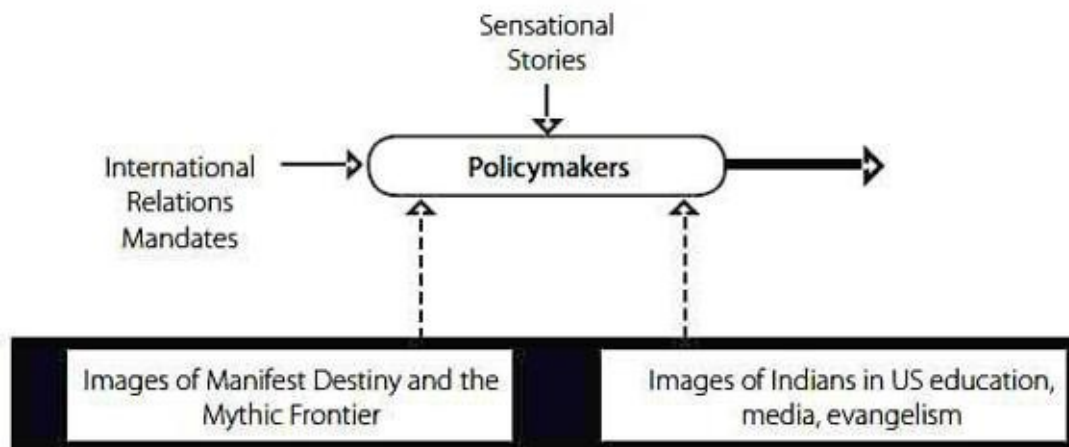 Sensational
Stories
International
Relations
Mandates
Policymakers
Images of Manifest Destiny and the
Mythic Frontier
Images of Indians in US education,
media, evangelism